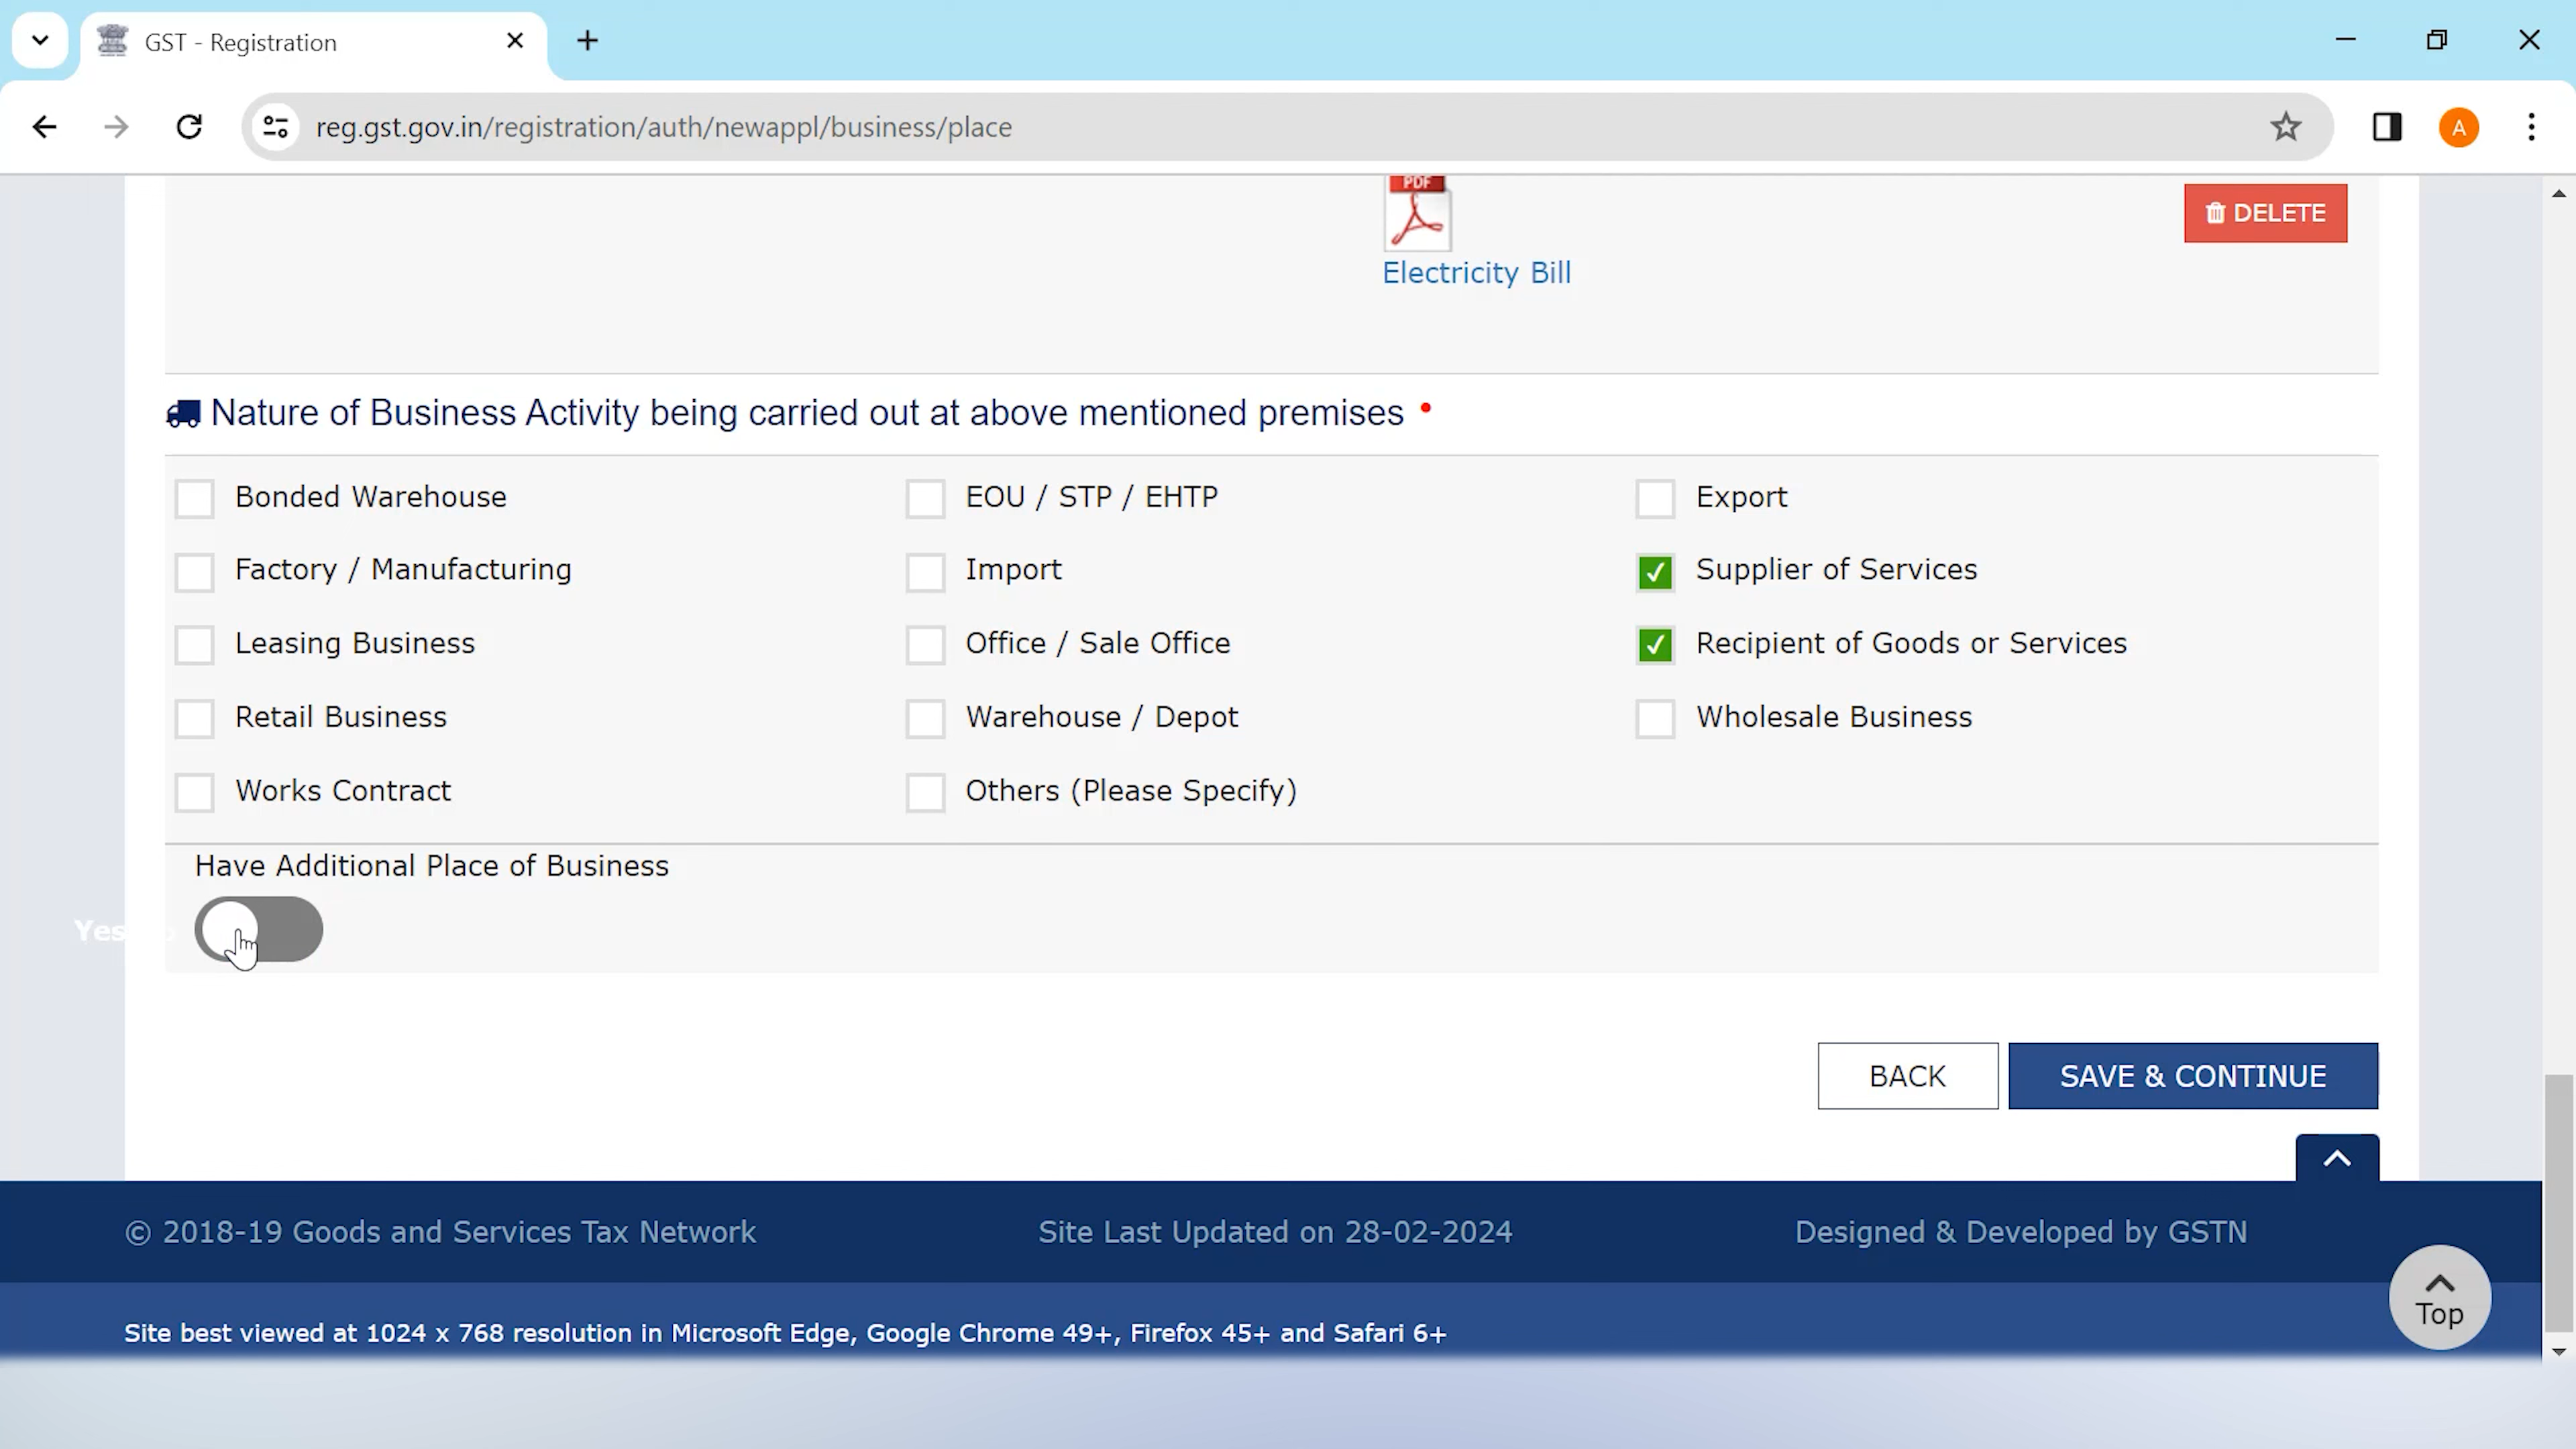 GST - Registration
reg.gst.gov.in/registration/auth/newappl/business/place
A
PDF
DELETE
Electricity Bill
Nature of Business Activity being carried out at above mentioned premises •
Bonded Warehouse
EOU / STP / EHTP
Export
Factory / Manufacturing
Import
Supplier of Services
Leasing Business
Office / Sale Office
Recipient of Goods or Services
Retail Business
Warehouse / Depot
Wholesale Business
Works Contract
Others (Please Specify)
Have Additional Place of Business
Yes
BACK
SAVE & CONTINUE
© 2018-19 Goods and Services Tax Network
Site Last Updated on 28-02-2024
Designed & Developed by GSTN
Top
Site best viewed at 1024 x 768 resolution in Microsoft Edge, Google Chrome 49+, Firefox 45+ and Safari 6+